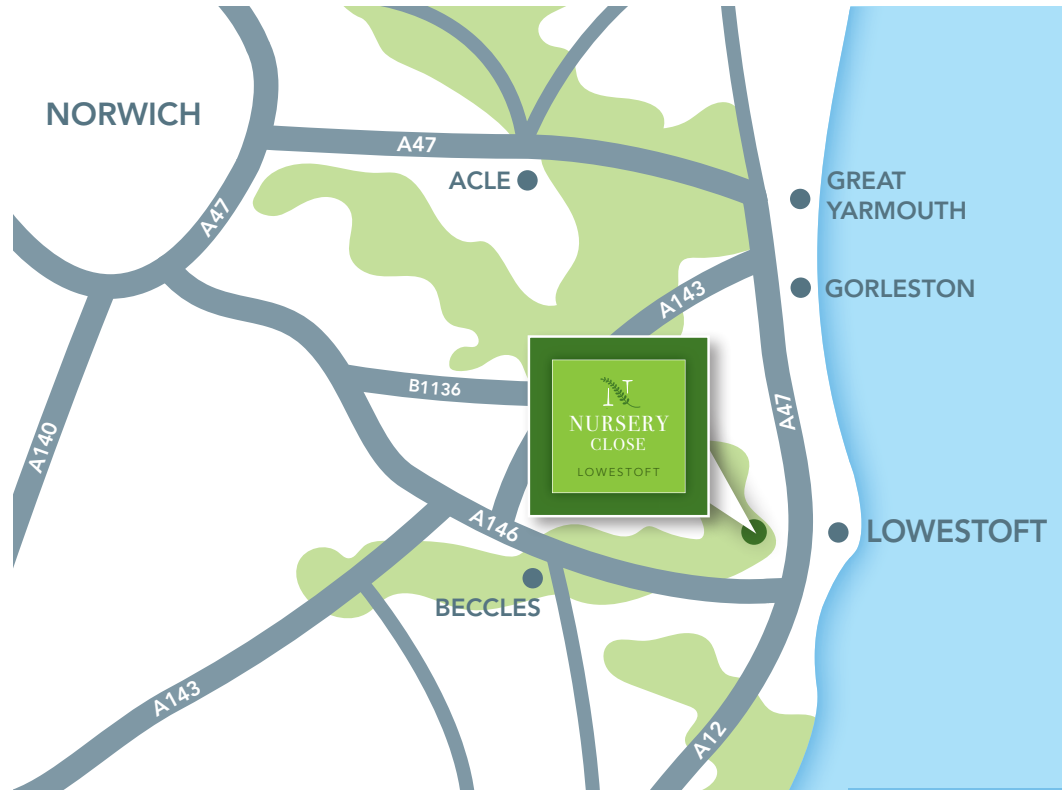 NORWICH
A47
ACLE
GREAT
YARMOUTH
A47
A143
GORLESTON
B1136
N
NURSERY
CLOSE
LOWESTOFT
A47
A140
A146
LOWESTOFT
BECCLES
A143
A12